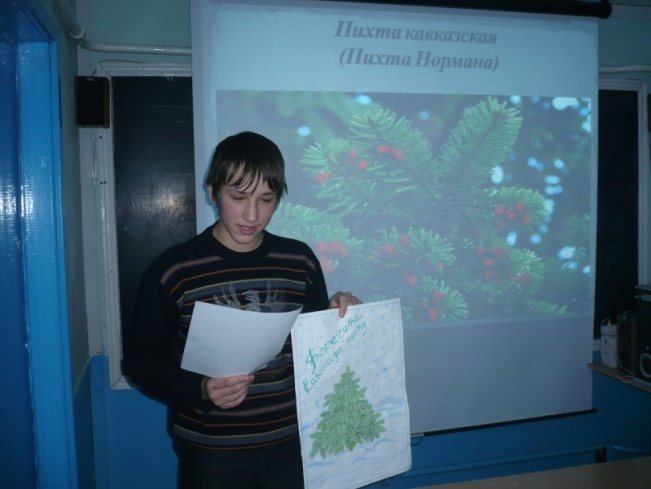 Пихта кавказская
(Пихта Нормана)
Берегите
Кавказскую пихту